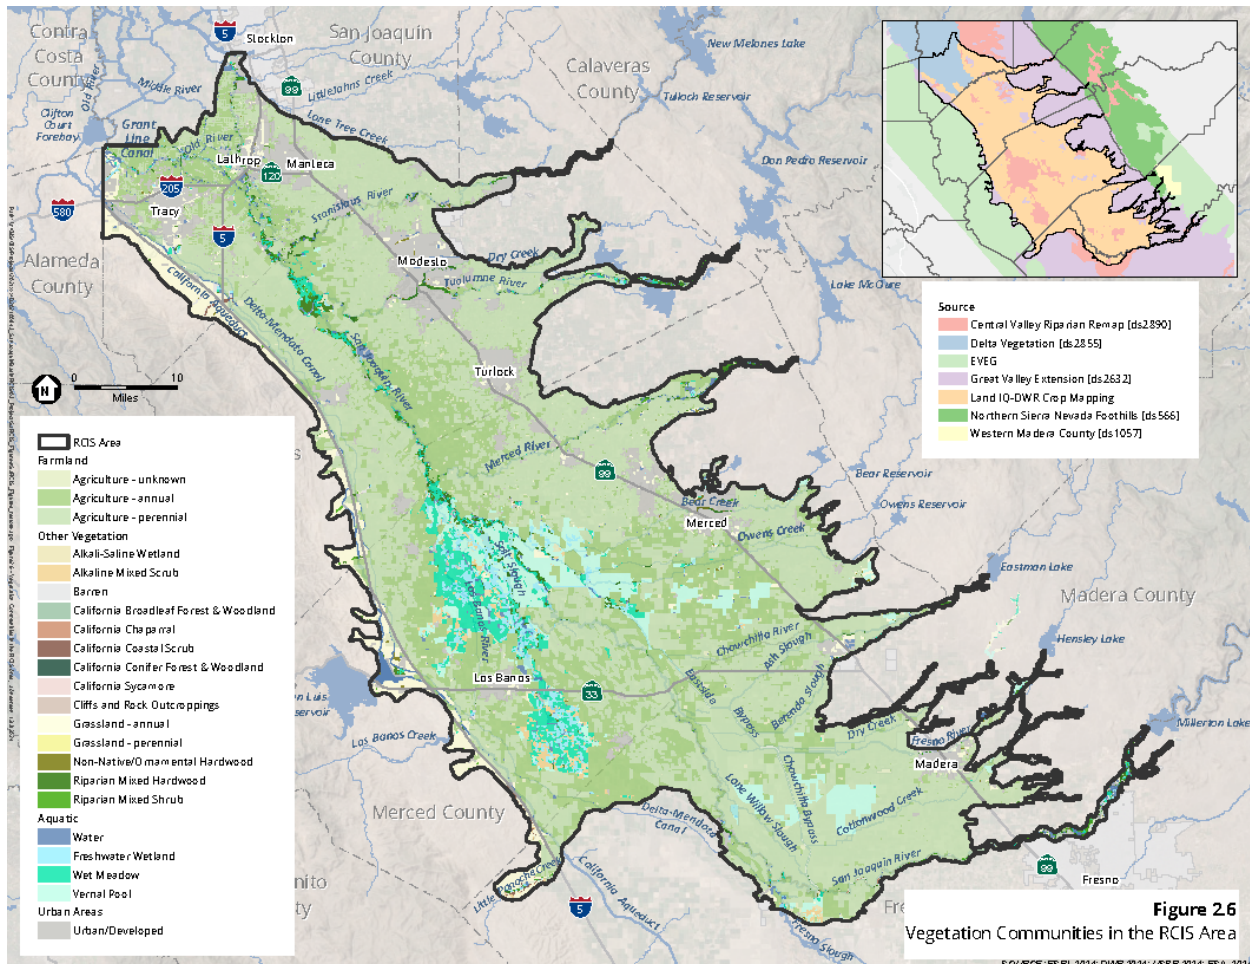 Contra
Costa
County
San Joaquin
County
Calaveras
County
Alameda
County
Madera County
Merced County
Stockton
Lathrop
Manteca
Tracy
Modesto
Turlock
Merced
Los Banos
Madera
Fresno
5
99
120
205
580
5
99
33
5
99
Old River
Middle River
Clifton
Court
Forebay
Grant
Line
Canal
Old River
Littlejohns Creek
Lone Tree Creek
New Melones Lake
Tulloch Reservoir
Don Pedro Reservoir
Lake McClure
Stanislaus River
Dry Creek
Tuolumne River
California Aqueduct
Delta-Mendota Canal
San Joaquin River
Merced River
Bear Creek
Owens Creek
Bear Reservoir
Owens Reservoir
Eastman Lake
Hensley Lake
Millerton Lake
Salt Slough
Los Banos River
Chowchilla River
Ash Slough
Berenda Slough
Eastside
Bypass
Dry Creek
Fresno River
Lone Willow Slough
Chowchilla Bypass
Cottonwood Creek
San Joaquin River
Delta-Mendota
Canal
Los Banos Creek
Little Panoche Creek
California Aqueduct
Fresno Slough
N
0 10
Miles
RCIS Area
Farmland
Agriculture - unknown
Agriculture - annual
Agriculture - perennial
Other Vegetation
Alkali-Saline Wetland
Alkaline Mixed Scrub
Barren
California Broadleaf Forest & Woodland
California Chaparral
California Coastal Scrub
California Conifer Forest & Woodland
California Sycamore
Cliffs and Rock Outcroppings
Grassland - annual
Grassland - perennial
Non-Native/Ornamental Hardwood
Riparian Mixed Hardwood
Riparian Mixed Shrub
Aquatic
Water
Freshwater Wetland
Wet Meadow
Vernal Pool
Urban Areas
Urban/Developed
Source
Central Valley Riparian Remap [ds2890]
Delta Vegetation [ds2855]
EVEG
Great Valley Extension [ds2632]
Land IQ-DWR Crop Mapping
Northern Sierra Nevada Foothills [ds566]
Western Madera County [ds1057]
Figure 2.6
Vegetation Communities in the RCIS Area